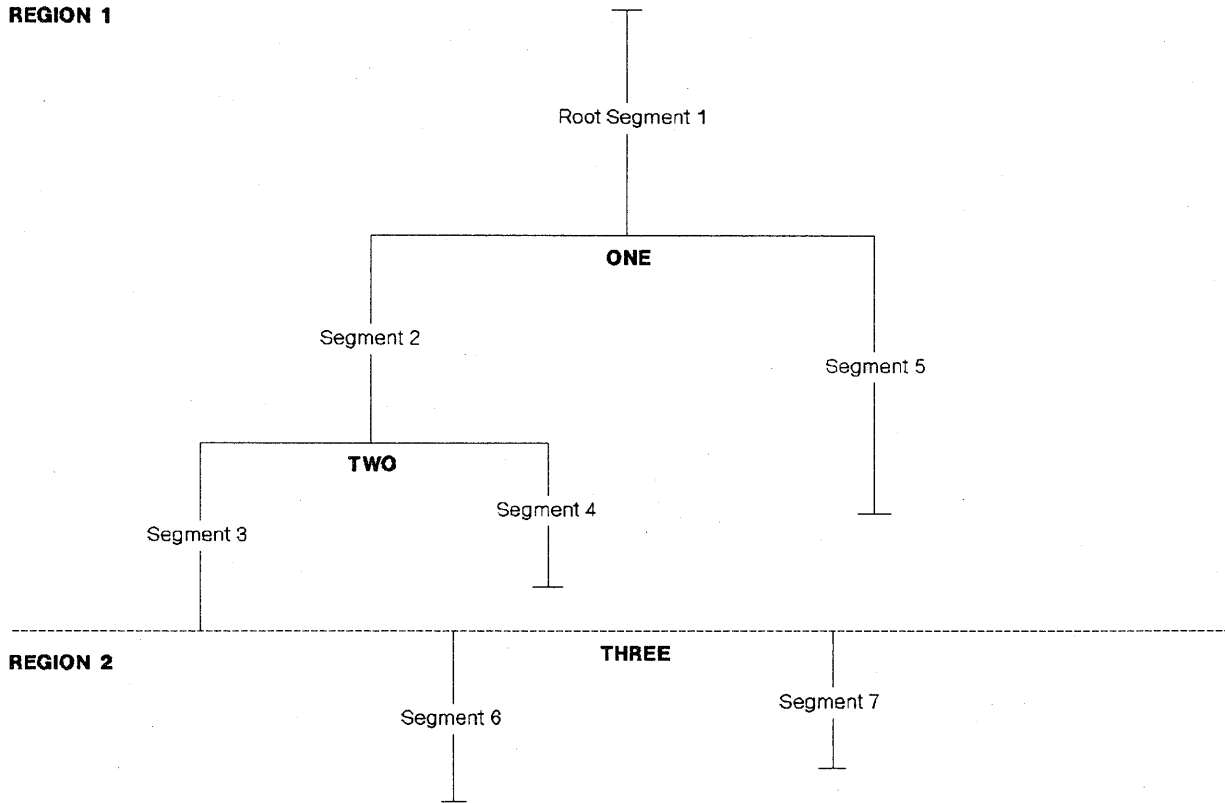 REGION 1
Root Segment 1
ONE
Segment 2
Segment 5
TWO
Segment 4
Segment 3
REGION 2
THREE
Segment 7
Segment 6